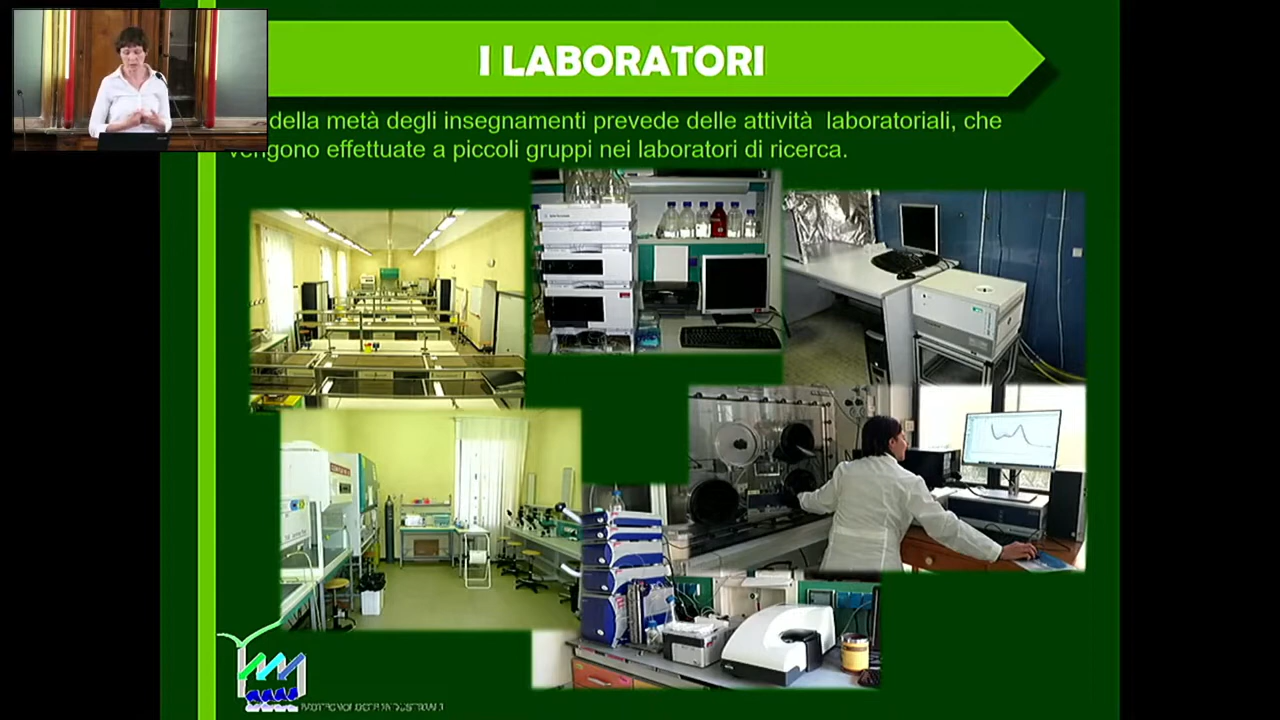 I LABORATORI
della metà degli insegnamenti prevede delle attività laboratoriali, che
vengono effettuate a piccoli gruppi nei laboratori di ricerca.